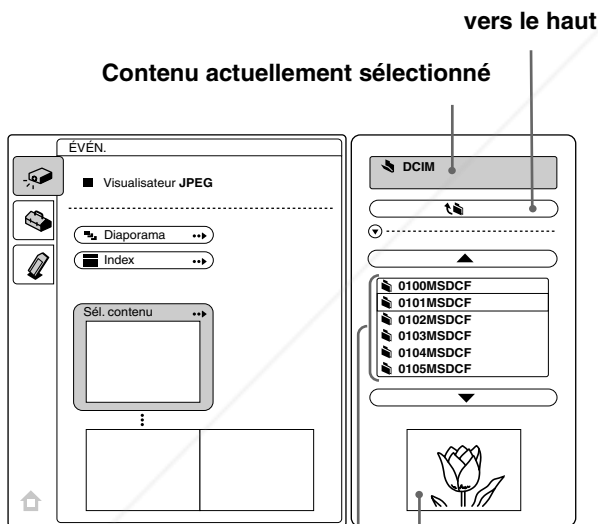 vers le haut
Contenu actuellement sélectionné
ÉVÉN.
Visualisateur JPEG
Diaporama
Index
Sél. contenu
DCIM
0100MSDCF
0101MSDCF
0102MSDCF
0103MSDCF
0104MSDCF
0105MSDCF